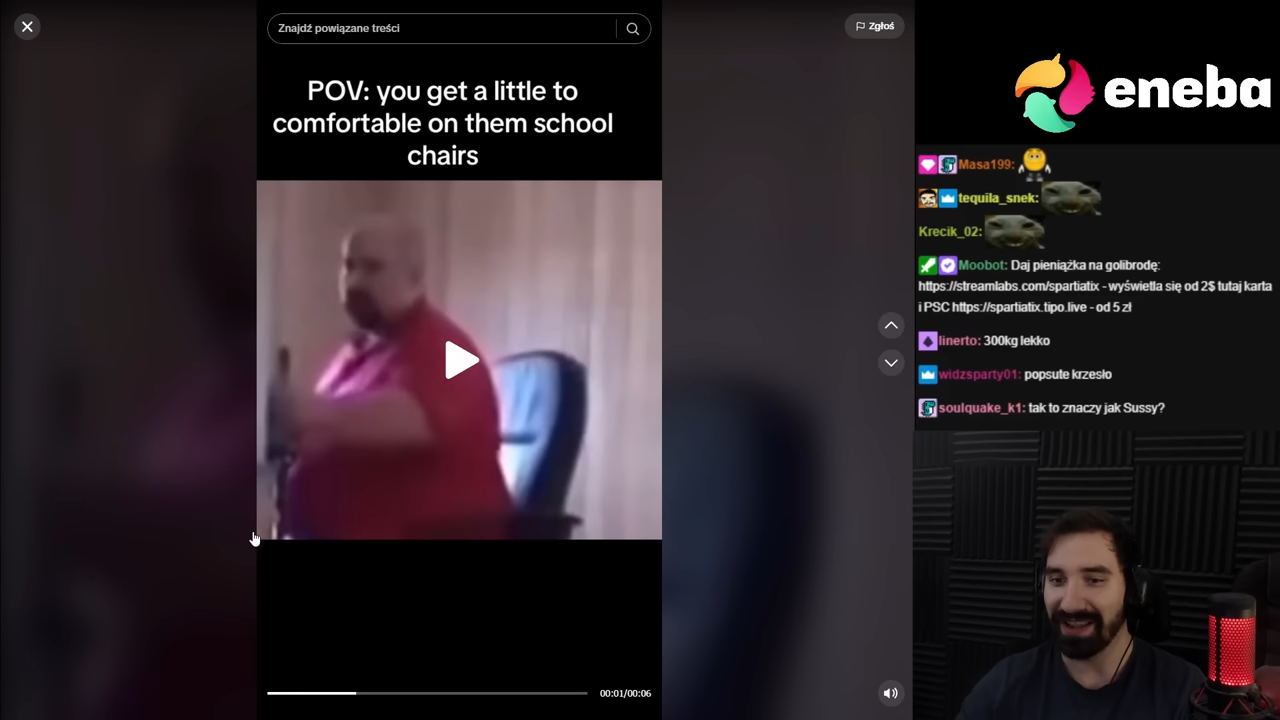 Znajdź powiązane treści
Zgłoś
POV: you get a little to
comfortable on them school
chairs
00:01/00:06
eneba
Masa199:
tequila_snek:
Krecik_02:
Moobot: Daj pieniążka na golibrodę:
https://streamlabs.com/spartiatix - wyświetla się od 2$ tutaj karta
i PSC https://spartiatix.tipo.live - od 5 zł
linerto: 300kg lekko
widzsparty01: popsute krzesło
soulquake_k1: tak to znaczy jak Sussy?